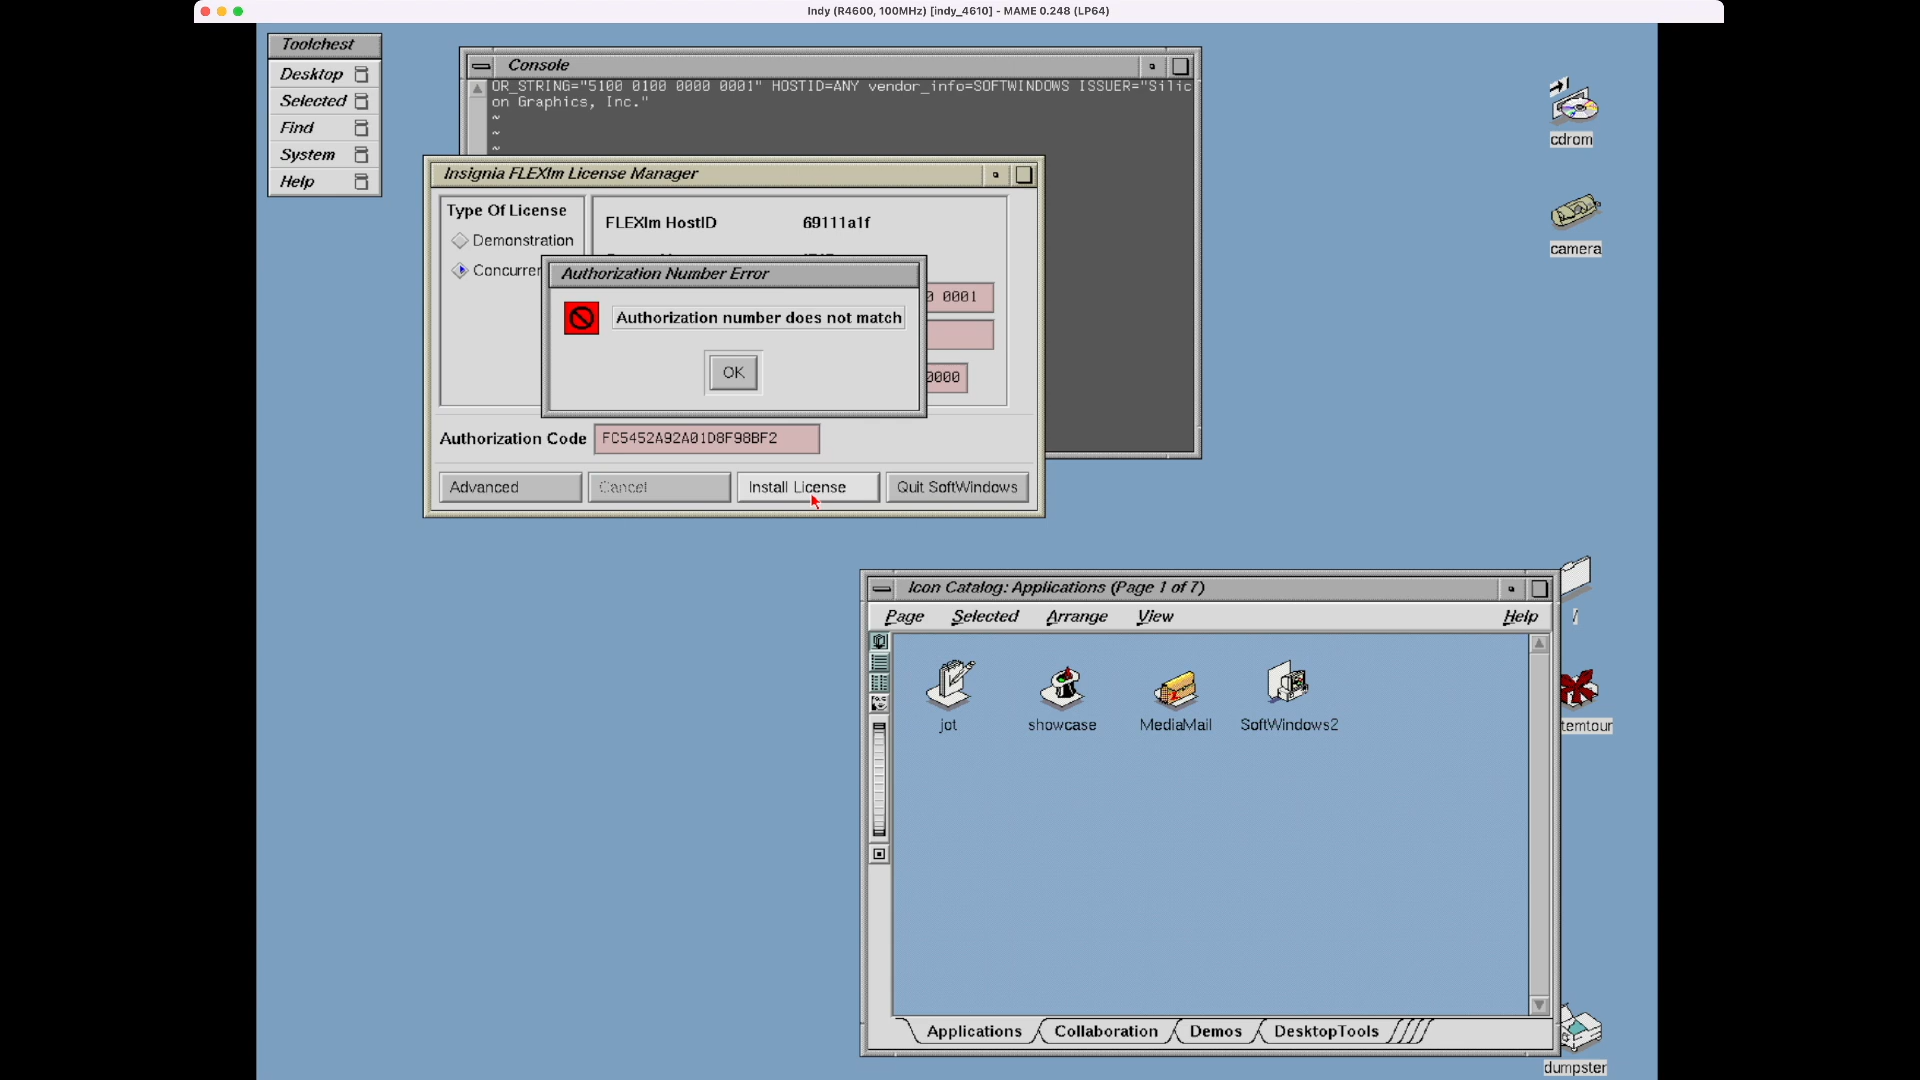 Indy (R4600, 100MHz) [indy_4610] - MAME 0.248 (LP64)
Toolchest
Desktop
Selected
Find
System
Help
Console
OR_STRING="5100 0100 0000 0001" HOSTID=ANY vendor_info=SOFTWINDOWS ISSUER="Silic
on Graphics, Inc."
~
~
~
Insignia FLEXlm License Manager
Type Of License
Demonstration
Concurren
FLEXlm HostID 69111a1f
Authorization Number Error
Authorization number does not match
OK
0 0001
0000
Authorization Code FC5452A92A01D8F98BF2
Advanced
Cancel
Install License
Quit SoftWindows
cdrom
camera
/
temtour
dumpster
Icon Catalog: Applications (Page 1 of 7)
Page Selected Arrange View Help
jot
showcase
MediaMail
SoftWindows2
Applications
Collaboration
Demos
DesktopTools